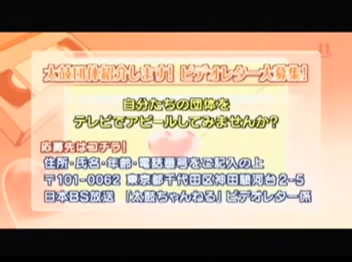 太鼓団体紹介します! ビデオレター大募集!
自分たちの団体を
テレビでアピールしてみませんか?
応募先はコチラ!
住所・氏名・年齢・電話番号をご記入の上
〒101-0062 東京都千代田区神田駿河台2-5
日本BS放送 「太鼓ちゃんねる」ビデオレター係